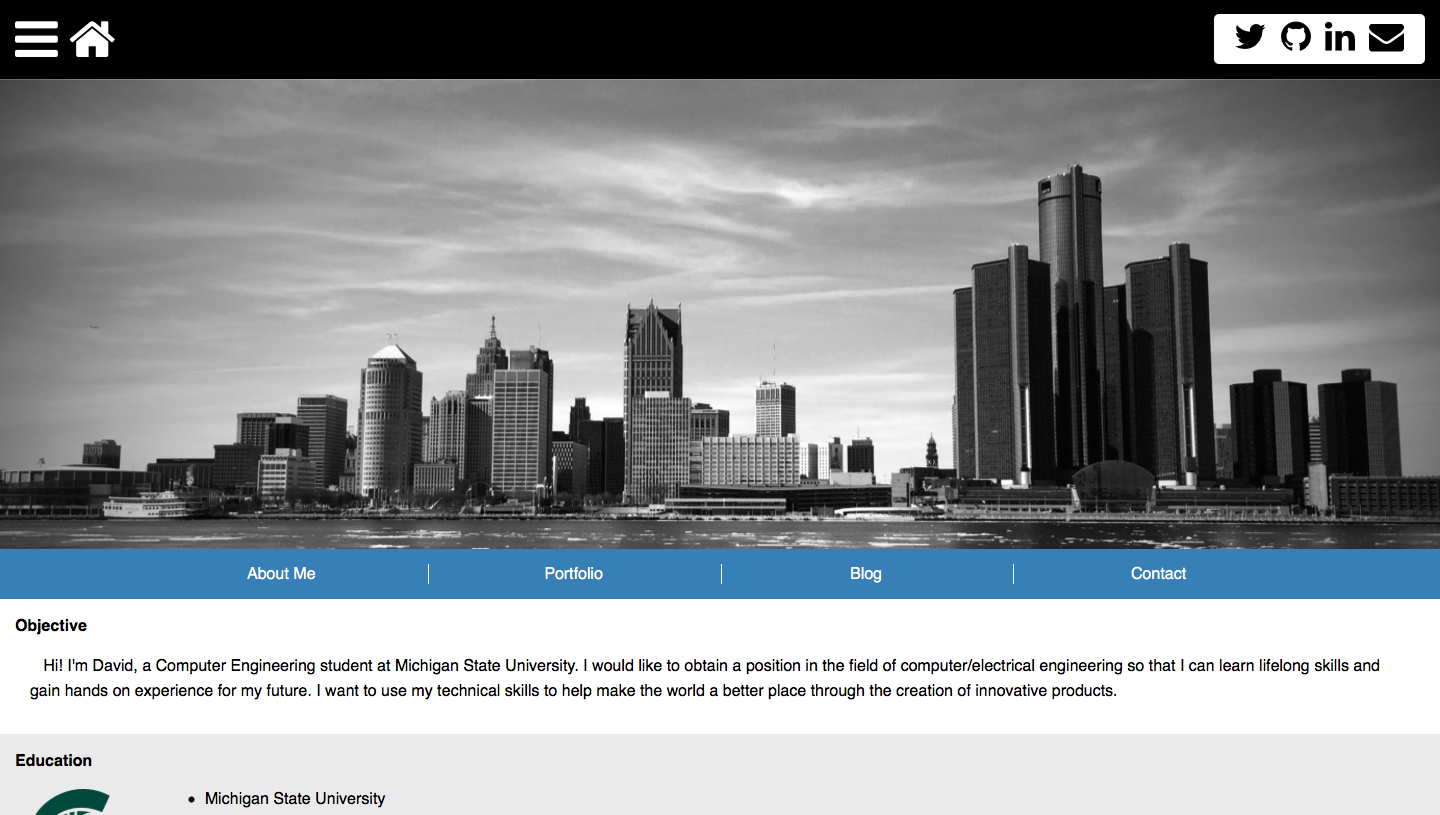 About Me
Portfolio
Blog
Contact
Objective
Hi! I'm David, a Computer Engineering student at Michigan State University. I would like to obtain a position in the field of computer/electrical engineering so that I can learn lifelong skills and
gain hands on experience for my future. I want to use my technical skills to help make the world a better place through the creation of innovative products.
Education
• Michigan State University